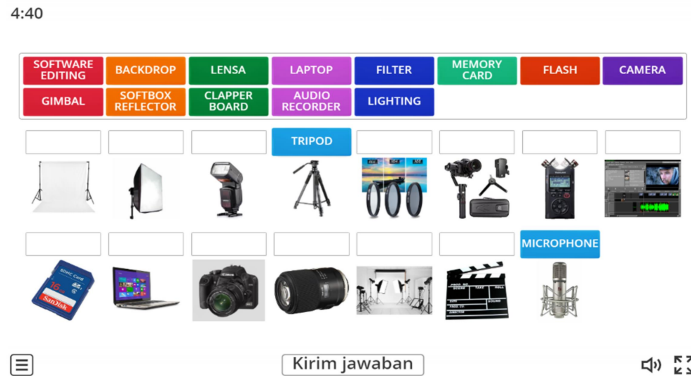 4:40
SOFTWARE
EDITING
BACKDROP
LENSA
LAPTOP
FILTER
MEMORY
CARD
FLASH
CAMERA
GIMBAL
SOFTBOX
REFLECTOR
CLAPPER
BOARD
AUDIO
RECORDER
LIGHTING
TRIPOD
MICROPHONE
SanDisk
Kirim jawaban